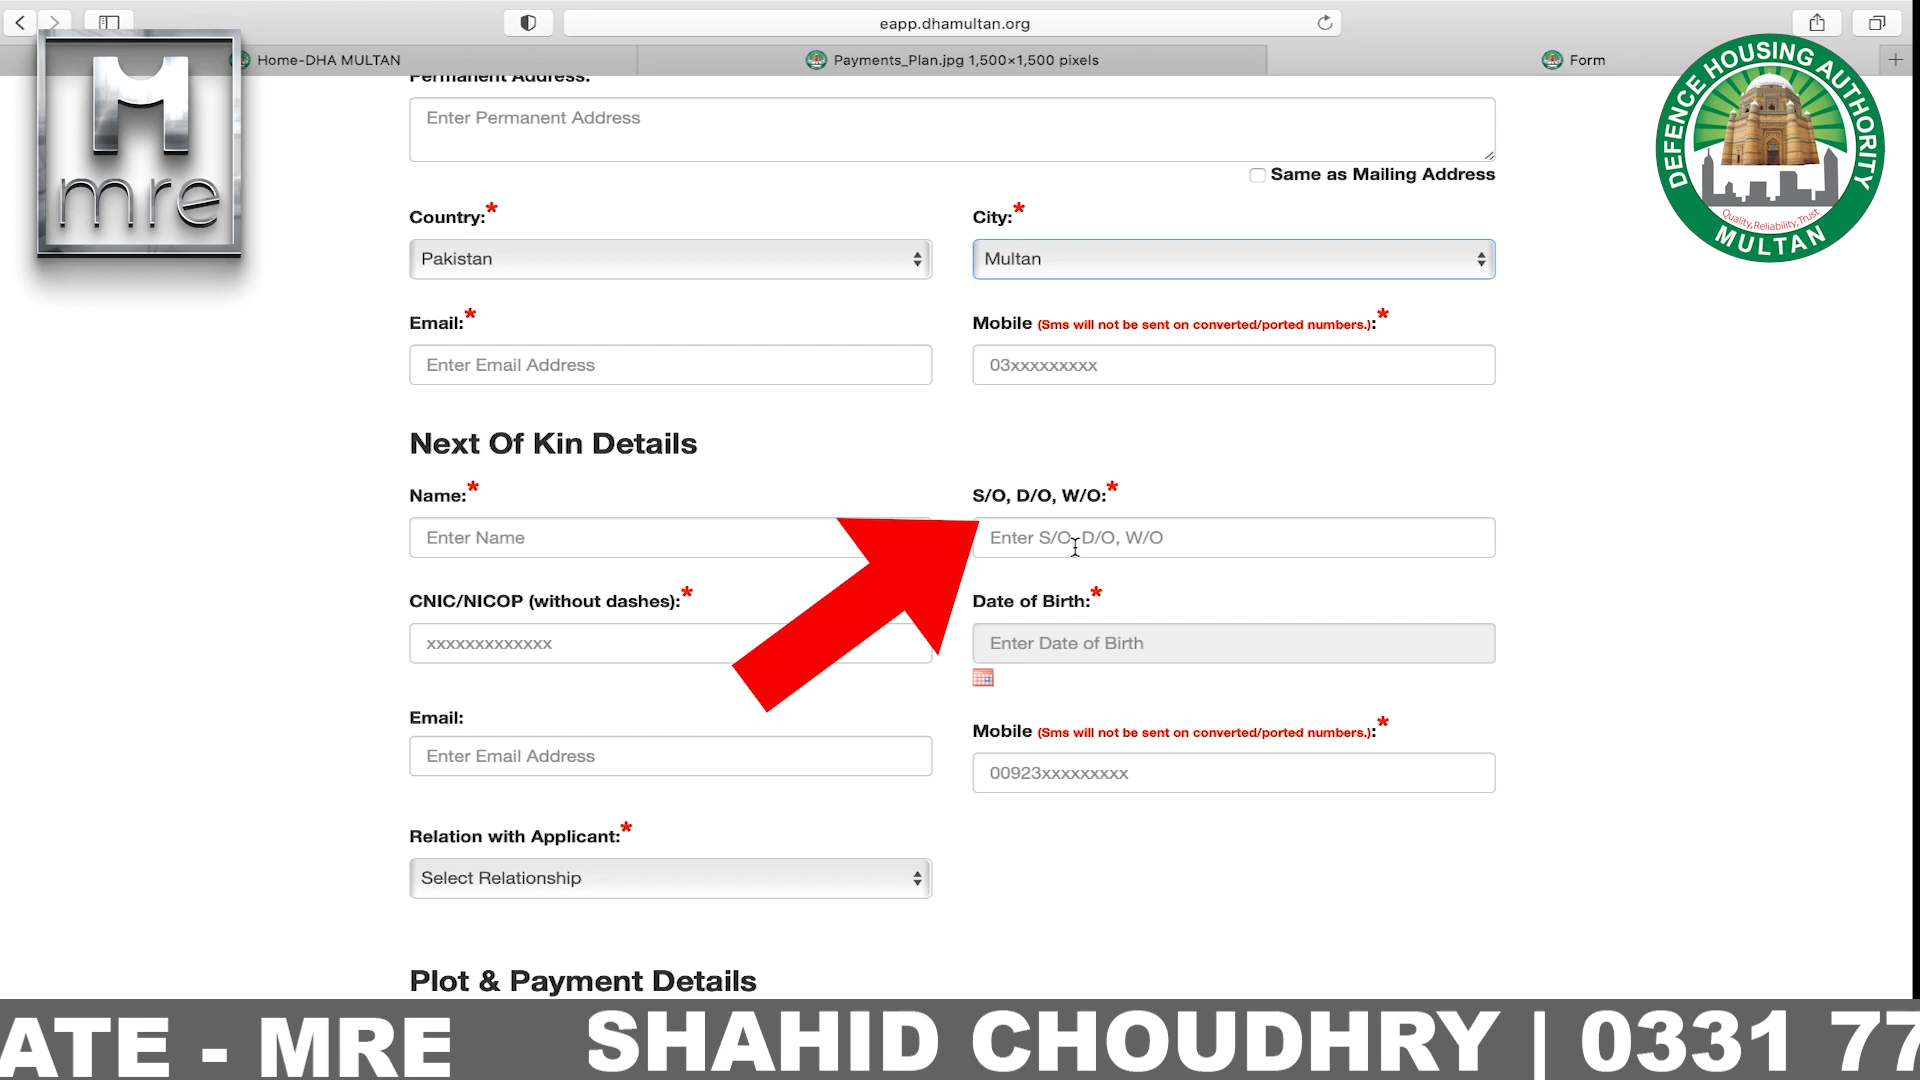 eapp.dhamultan.org
Home-DHA MULTAN
Payments_Plan.jpg 1,500×1,500 pixels
Form
mre
DEFENCE HOUSING AUTHORITY
Quality, Reliability, Trust
MULTAN
Permanent Address:
Enter Permanent Address
Same as Mailing Address
Country:*
City:*
Pakistan
Multan
Email:*
Mobile (Sms will not be sent on converted/ported numbers.):*
Enter Email Address
03xxxxxxxxx
Next Of Kin Details
Name:*
S/O, D/O, W/O:*
Enter Name
Enter S/O, D/O, W/O
CNIC/NICOP (without dashes):*
Date of Birth:*
xxxxxxxxxxxxx
Enter Date of Birth
Email:
Mobile (Sms will not be sent on converted/ported numbers.):*
Enter Email Address
00923xxxxxxxxx
Relation with Applicant:*
Select Relationship
Plot & Payment Details
ATE - MRE SHAHID CHOUDHRY | 0331 77